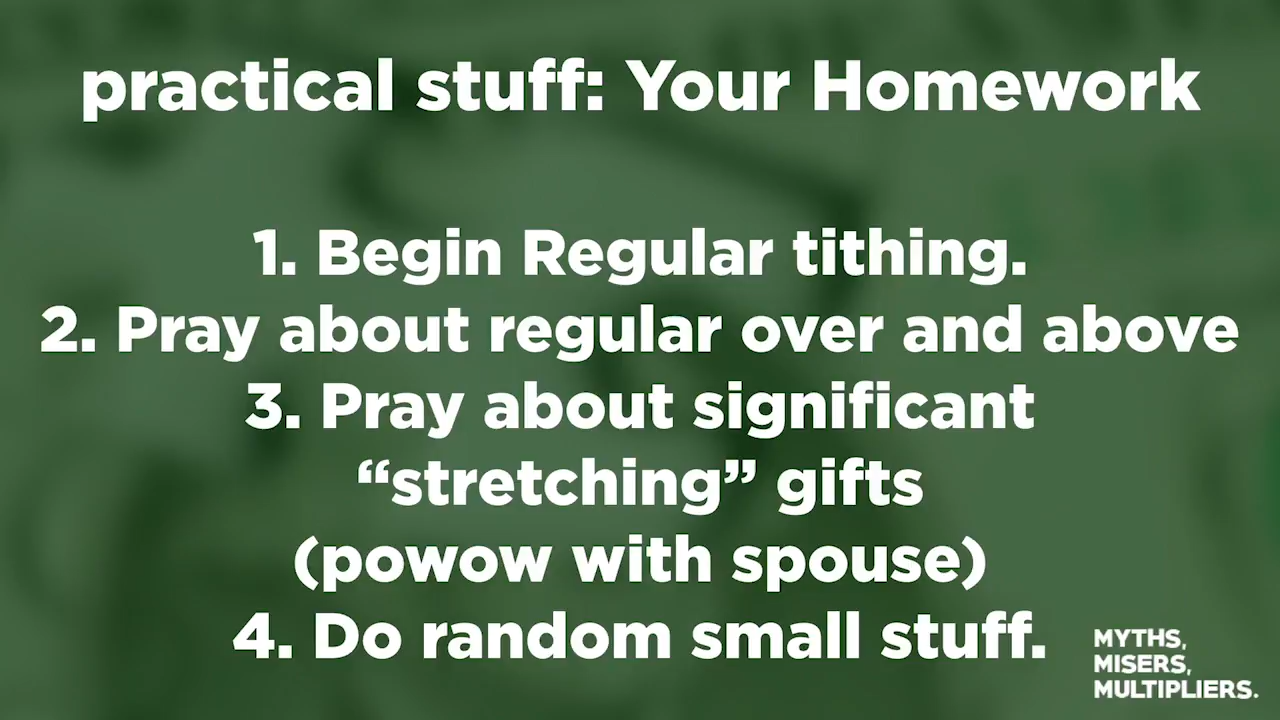 practical stuff: Your Homework
1. Begin Regular tithing.
2. Pray about regular over and above
3. Pray about significant
“stretching” gifts
(powow with spouse)
4. Do random small stuff.
MYTHS,
MISERS,
MULTIPLIERS.